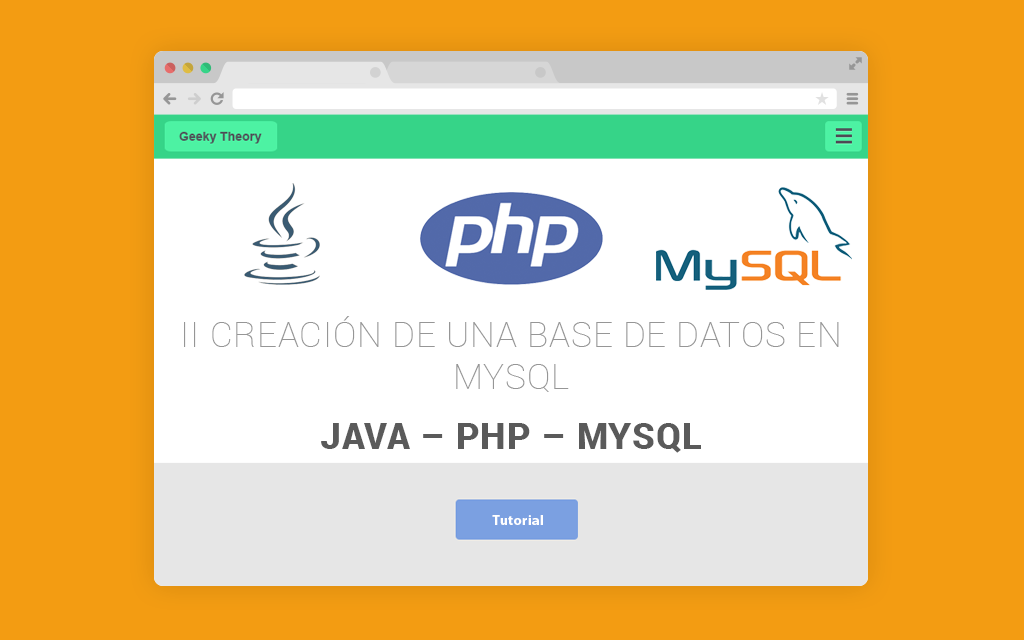 Geeky Theory
php
MySQL
II CREACIÓN DE UNA BASE DE DATOS EN
MYSQL
JAVA – PHP – MYSQL
Tutorial